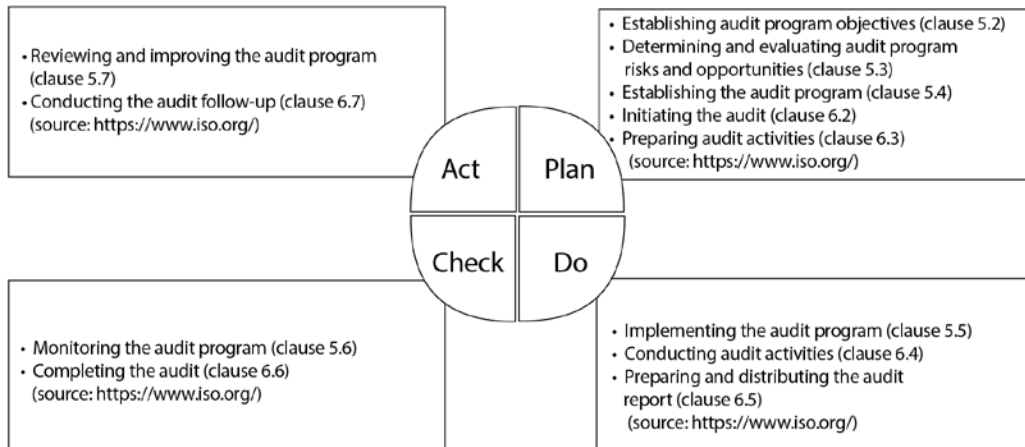 • Reviewing and improving the audit program
(clause 5.7)
• Conducting the audit follow-up (clause 6.7)
(source: https://www.iso.org/)
• Establishing audit program objectives (clause 5.2)
• Determining and evaluating audit program
risks and opportunities (clause 5.3)
• Establishing the audit program (clause 5.4)
• Initiating the audit (clause 6.2)
• Preparing audit activities (clause 6.3)
(source: https://www.iso.org/)
Act
Plan
Check
Do
• Monitoring the audit program (clause 5.6)
• Completing the audit (clause 6.6)
(source: https://www.iso.org/)
• Implementing the audit program (clause 5.5)
• Conducting audit activities (clause 6.4)
• Preparing and distributing the audit
report (clause 6.5)
(source: https://www.iso.org/)